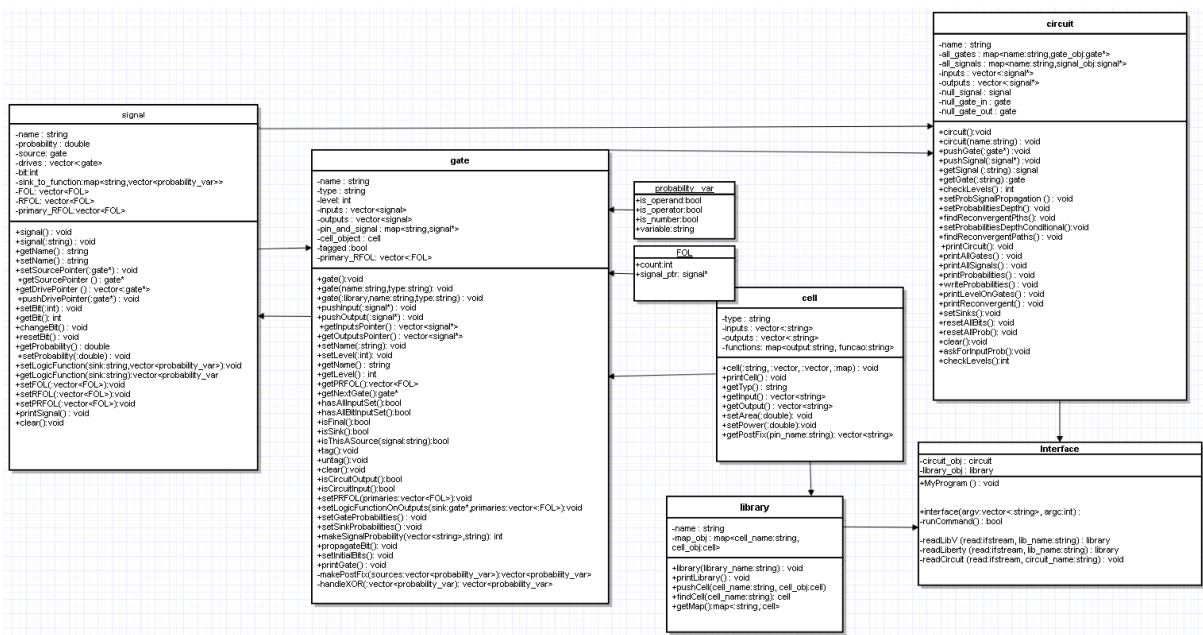 signal
-name : string
-probability : double
-source: gate
-drives : vector<:gate>
-bit:int
-sink_to_function:map<string,vector<probability_var>>
-FOL: vector<FOL>
-RFOL: vector<FOL>
-primary_RFOL:vector<FOL>
+signal() : void
+signal(:string) : void
+getName() : string
+setName() : string
+setSourcePointer(:gate*) : void
+getSourcePointer () : gate*
+getDrivePointer () : vector<:gate*>
+pushDrivePointer(:gate*) : void
+setBit(:int) : void
+getBit(): int
+changeBit() : void
+resetBit() : void
+getProbability() : double
+setProbability(:double) : void
+setLogicFunction(sink:string,vector<probability_var>):void
+getLogicFunction(sink:string):vector<probability_var
+setFOL(:vector<FOL>):void
+setRFOL(:vector<FOL>):void
+setPRFOL(:vector<FOL>):void
+printSignal() : void
+clear():void
gate
-name : string
-type : string
-level: int
-inputs : vector<signal>
-outputs : vector<signal>
-pin_and_signal : map<string,signal*>
-cell_object : cell
-tagged : bool
-primary_RFOL: vector<:FOL>
+gate():void
+gate(name:string,type:string) : void
+gate(:library,name:string,type:string) : void
+pushInput(:signal*) : void
+pushOutput(:signal*) : void
+getInputsPointer() : vector<signal*>
+getOutputsPointer() : vector<signal*>
+setName(:string): void
+setLevel(:int): void
+getName() : string
+getLevel() : int
+getPRFOL():vector<FOL>
+getNextGate():gate*
+hasAllInputSet():bool
+hasAllBitInputSet():bool
+isFinal():bool
+isSink():bool
+isThisASource(signal:string):bool
+tag():void
+untag():void
+clear():void
+isCircuitOutput():bool
+isCircuitInput():bool
+setPRFOL(primaries:vector<FOL>):void
+setLogicFunctionOnOutputs(sink:gate*,primaries:vector<:FOL>):void
+setGateProbabilities() : void
+setSinkProbabilities() : void
+makeSignalProbability(vector<string>,string): int
+propagateBit(): void
+setInitialBits(): void
+printGate() : void
-makePostFix(sources:vector<probability_var>):vector<probability_var>
-handleXOR(:vector<probability_var): vector<probability_var>
probability_var
+is_operand:bool
+is_operator:bool
+is_number:bool
+variable:string
FOL
+count:int
+signal_ptr: signal*
cell
-type : string
-inputs : vector<:string>
-outputs : vector<:string>
-functions: map<output:string, funcao:string>
+cell(:string, :vector, :vector, :map) : void
+printCell() : void
+getTyp() : string
+getInput() : vector<string>
+getOutput() : vector<string>
+setArea(:double): void
+setPower(:double):void
+getPostFix(pin_name:string): vector<string>
library
-name : string
-map_obj : map<cell_name:string,
cell_obj:cell>
+library(library_name:string) : void
+printLibrary() : void
+pushCell(cell_name:string, cell_obj:cell)
+findCell(cell_name:string): cell
+getMap():map<:string, cell>
circuit
-name : string
-all_gates : map<name:string,gate_obj:gate*>
-all_signals : map<name:string,signal_obj:signal*>
-inputs : vector<:signal*>
-outputs : vector<:signal*>
-null_signal : signal
-null_gate_in : gate
-null_gate_out : gate
+circuit():void
+circuit(name:string) : void
+pushGate(:gate*) : void
+pushSignal(:signal*) : void
+getSignal (:string) :signal
+getGate(:string) :gate
+checkLevels() : int
+setProbSignalPropagation () : void
+setProbabilitiesDepth(): void
+findReconvergentPths(): void
+setProbabilitiesDepthConditional():void
+findReconvergentPaths() : void
+printCircuit(): void
+printAllGates() : void
+printAllSignals() : void
+printProbabilities() : void
+writeProbabilities() : void
+printLevelOnGates() : void
+printReconvergent() : void
+setSinks():void
+resetAllBits() : void
+resetAllProb() : void
+clear():void
+askForInputProb():void
+checkLevels():int
Interface
-circuit_obj : circuit
-library_obj : library
+MyProgram () : void
+interface(argv:vector<:string>, argc:int) :
-runCommand() : bool
-readLibV (read:ifstream, lib_name:string) : library
-readLiberty (read:ifstream, lib_name:string) : library
-readCircuit (read:ifstream, circuit_name:string) : void